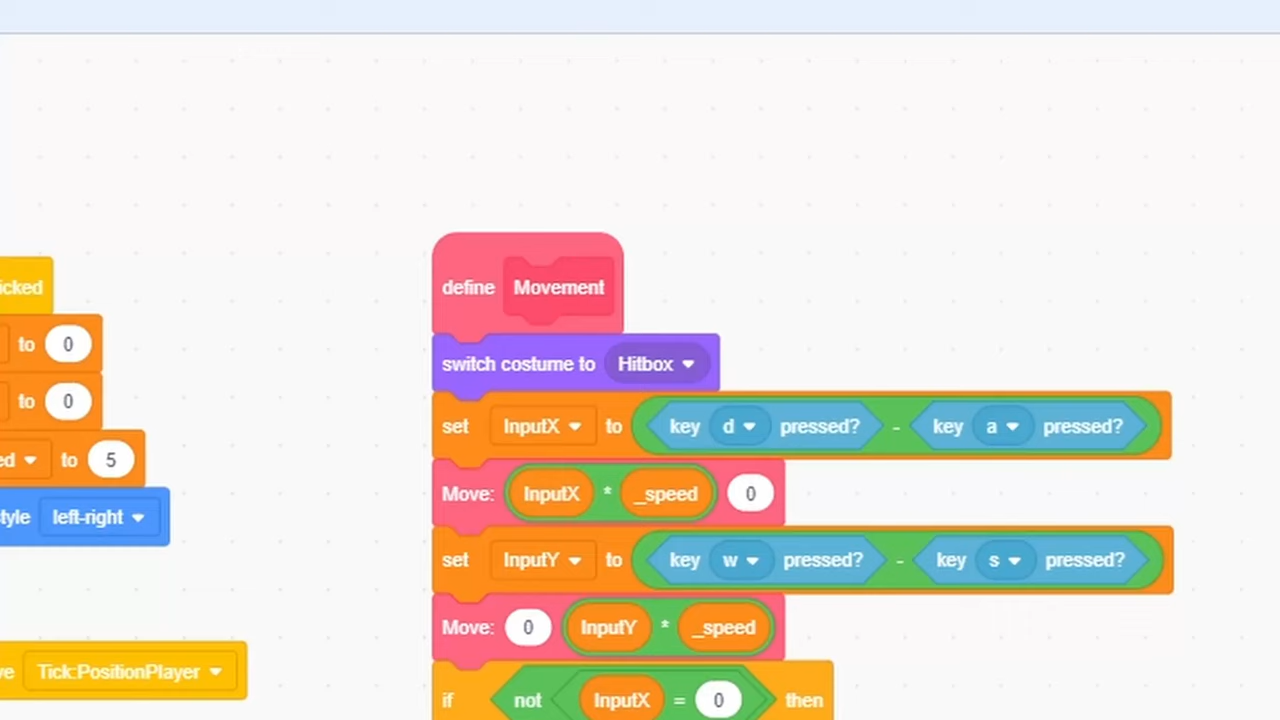 icked
to 0
to 0
ed to 5
tyle left-right
ve Tick:PositionPlayer
define Movement
switch costume to Hitbox
set InputX to key d pressed? - key a pressed?
Move: InputX * _speed 0
set InputY to key w pressed? - key s pressed?
Move: 0 InputY * _speed
if not InputX = 0 then